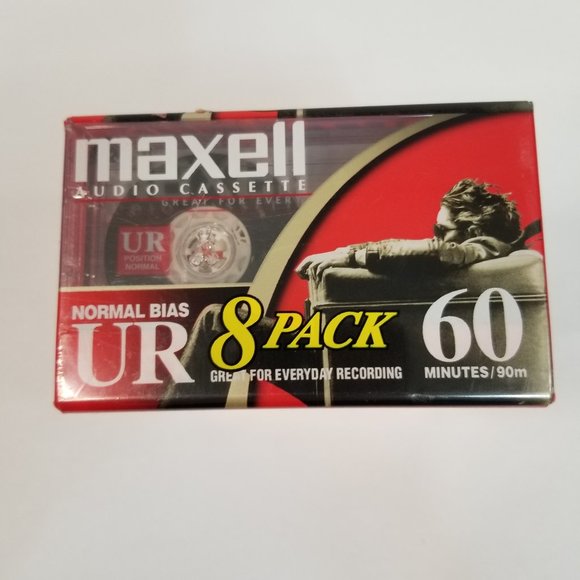 maxell
AUDIO CASSETTE
GREAT FOR EVERY
UR
POSITION
NORMAL
NORMAL BIAS
UR
8 PACK
60
GREAT FOR EVERYDAY RECORDING
MINUTES/90m